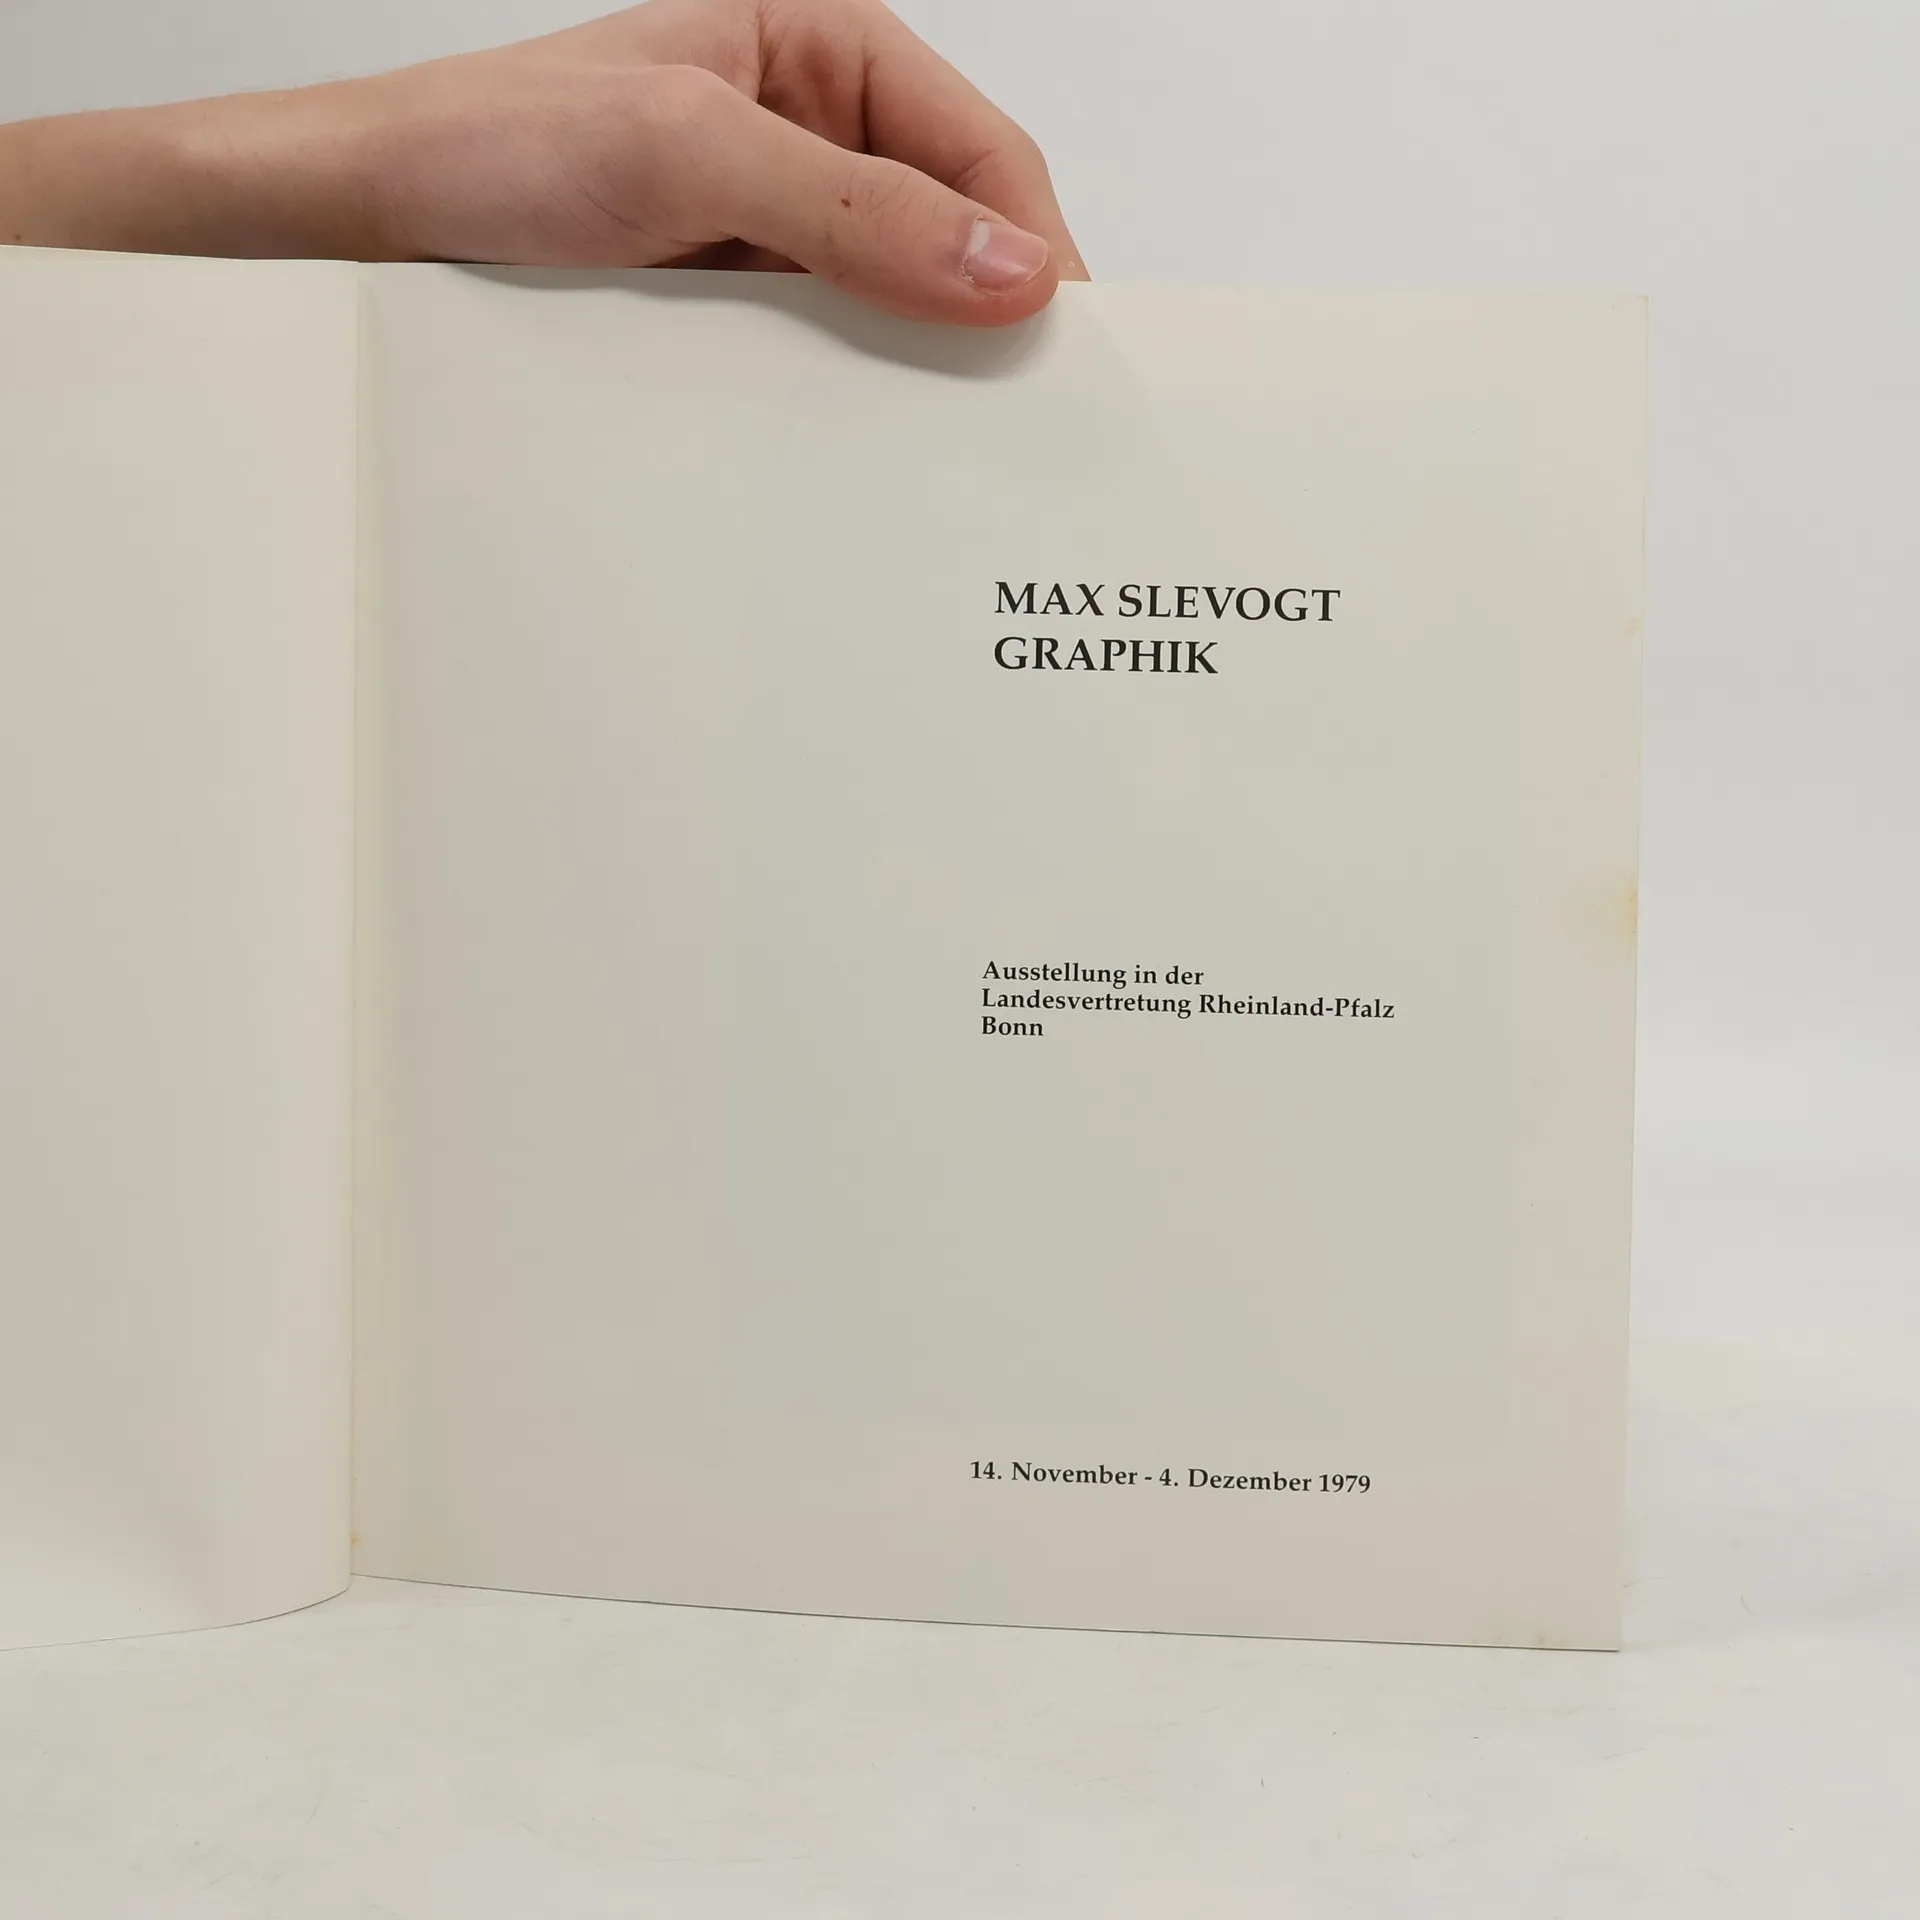 MAX SLEVOGT
GRAPHIK
Ausstellung in der
Landesvertretung Rheinland-Pfalz
Bonn
14. November - 4. Dezember 1979